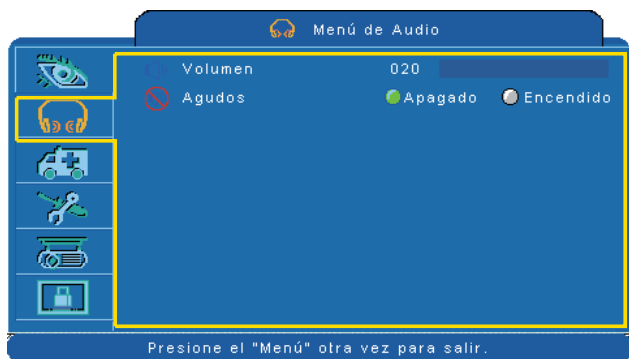 Menú de Audio
Volumen 020
Agudos Apagado Encendido
Presione el "Menú" otra vez para salir.